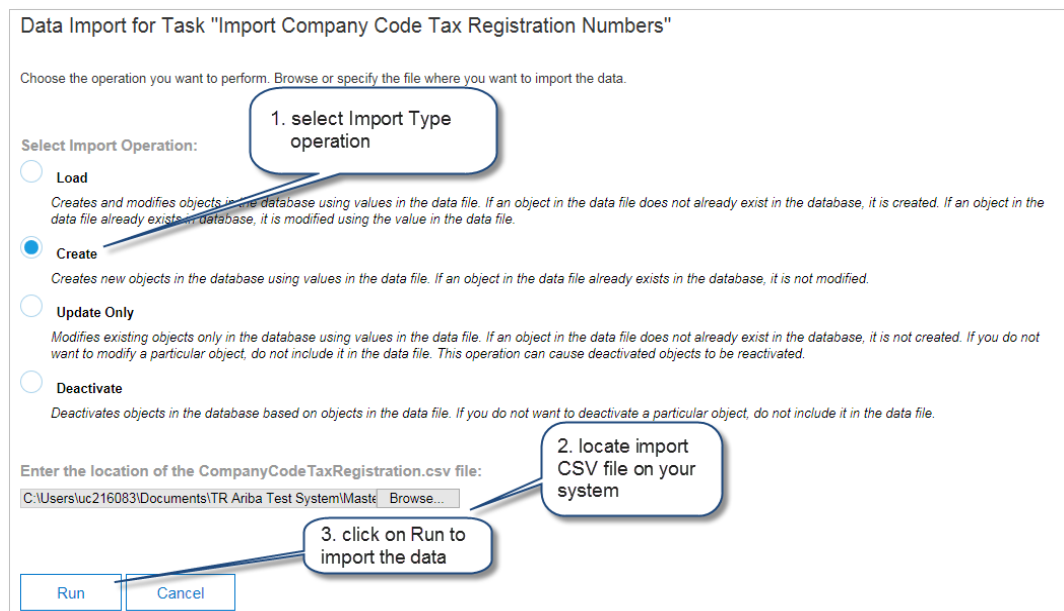 Data Import for Task "Import Company Code Tax Registration Numbers"
Choose the operation you want to perform. Browse or specify the file where you want to import the data.
1. select Import Type
operation
Select Import Operation:
Load
Creates and modifies objects in the database using values in the data file. If an object in the data file does not already exist in the database, it is created. If an object in the
data file already exists in database, it is modified using the value in the data file.
Create
Creates new objects in the database using values in the data file. If an object in the data file already exists in the database, it is not modified.
Update Only
Modifies existing objects only in the database using values in the data file. If an object in the data file does not already exist in the database, it is not created. If you do not
want to modify a particular object, do not include it in the data file. This operation can cause deactivated objects to be reactivated.
Deactivate
Deactivates objects in the database based on objects in the data file. If you do not want to deactivate a particular object, do not include it in the data file.
2. locate import
CSV file on your
system
Enter the location of the CompanyCodeTaxRegistration.csv file:
C:\Users\uc216083\Documents\TR Ariba Test System\Maste Browse...
3. click on Run to
import the data
Run Cancel